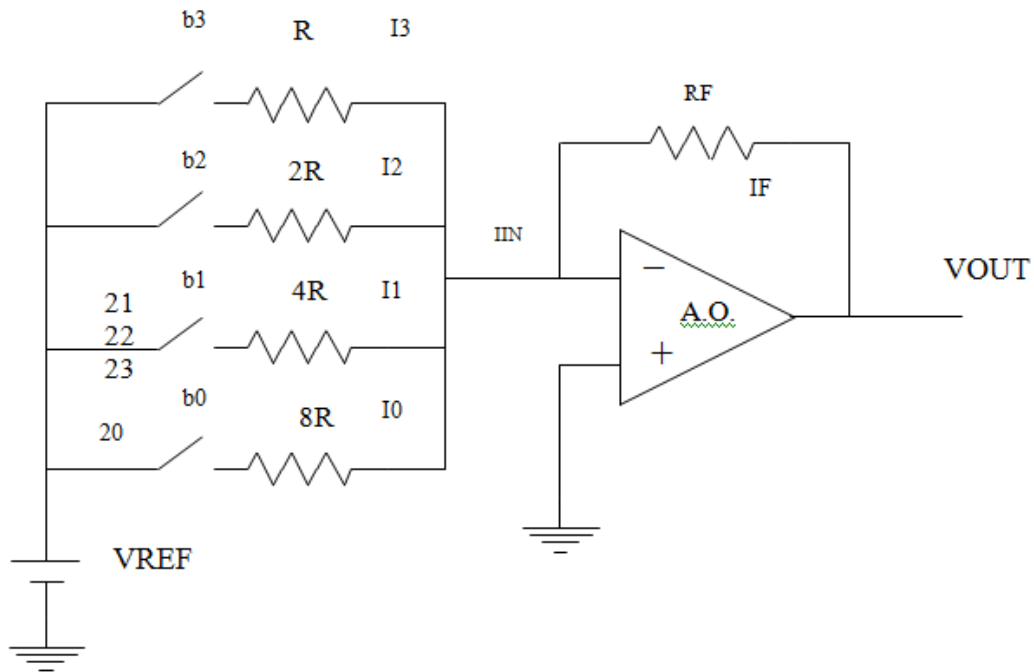 b3 R I3
RF
b2 2R I2
IF
IIN
b1 4R I1
VOUT
21
22
23
A.O.
b0 8R I0
20
VREF